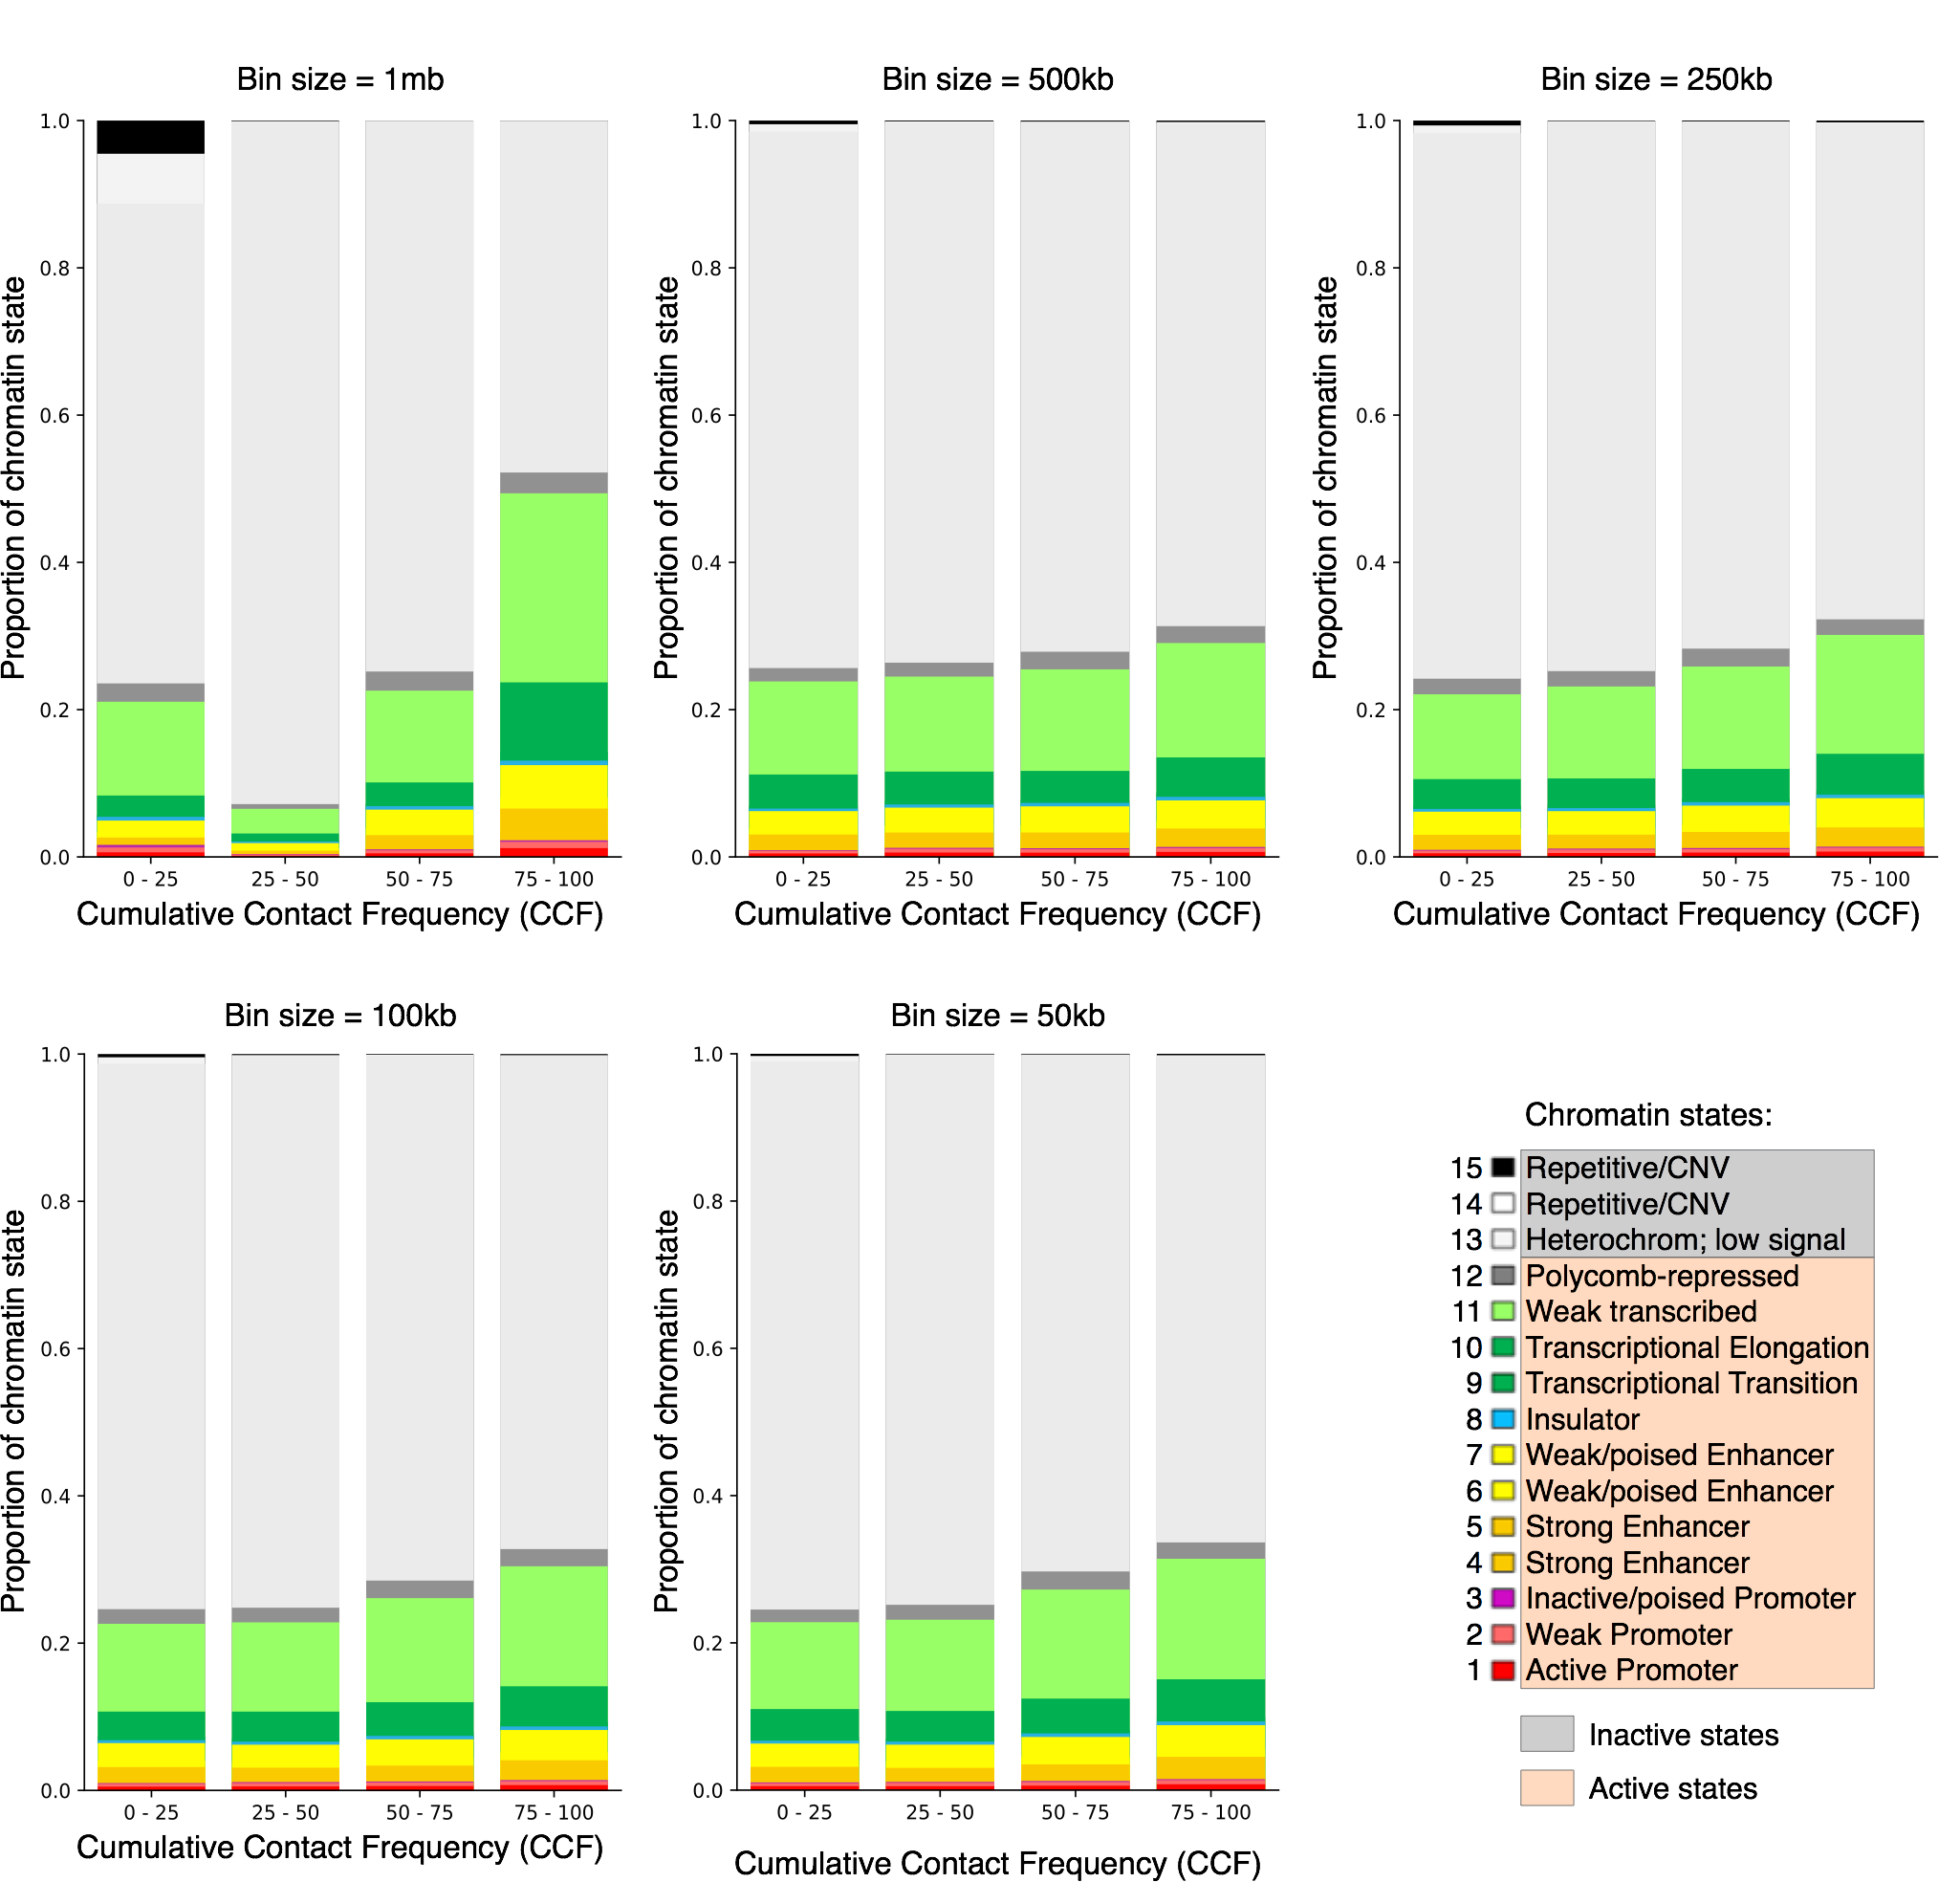 Bin size = 1mb
Proportion of chromatin state
1.0
0.8
0.6
0.4
0.2
0.0
0 - 25
25 - 50
50 - 75
75 - 100
Cumulative Contact Frequency (CCF)
Bin size = 500kb
Proportion of chromatin state
1.0
0.8
0.6
0.4
0.2
0.0
0 - 25
25 - 50
50 - 75
75 - 100
Cumulative Contact Frequency (CCF)
Bin size = 250kb
Proportion of chromatin state
1.0
0.8
0.6
0.4
0.2
0.0
0 - 25
25 - 50
50 - 75
75 - 100
Cumulative Contact Frequency (CCF)
Bin size = 100kb
Proportion of chromatin state
1.0
0.8
0.6
0.4
0.2
0.0
0 - 25
25 - 50
50 - 75
75 - 100
Cumulative Contact Frequency (CCF)
Bin size = 50kb
Proportion of chromatin state
1.0
0.8
0.6
0.4
0.2
0.0
0 - 25
25 - 50
50 - 75
75 - 100
Cumulative Contact Frequency (CCF)
Chromatin states:
15 Repetitive/CNV
14 Repetitive/CNV
13 Heterochrom; low signal
12 Polycomb-repressed
11 Weak transcribed
10 Transcriptional Elongation
9 Transcriptional Transition
8 Insulator
7 Weak/poised Enhancer
6 Weak/poised Enhancer
5 Strong Enhancer
4 Strong Enhancer
3 Inactive/poised Promoter
2 Weak Promoter
1 Active Promoter
Inactive states
Active states